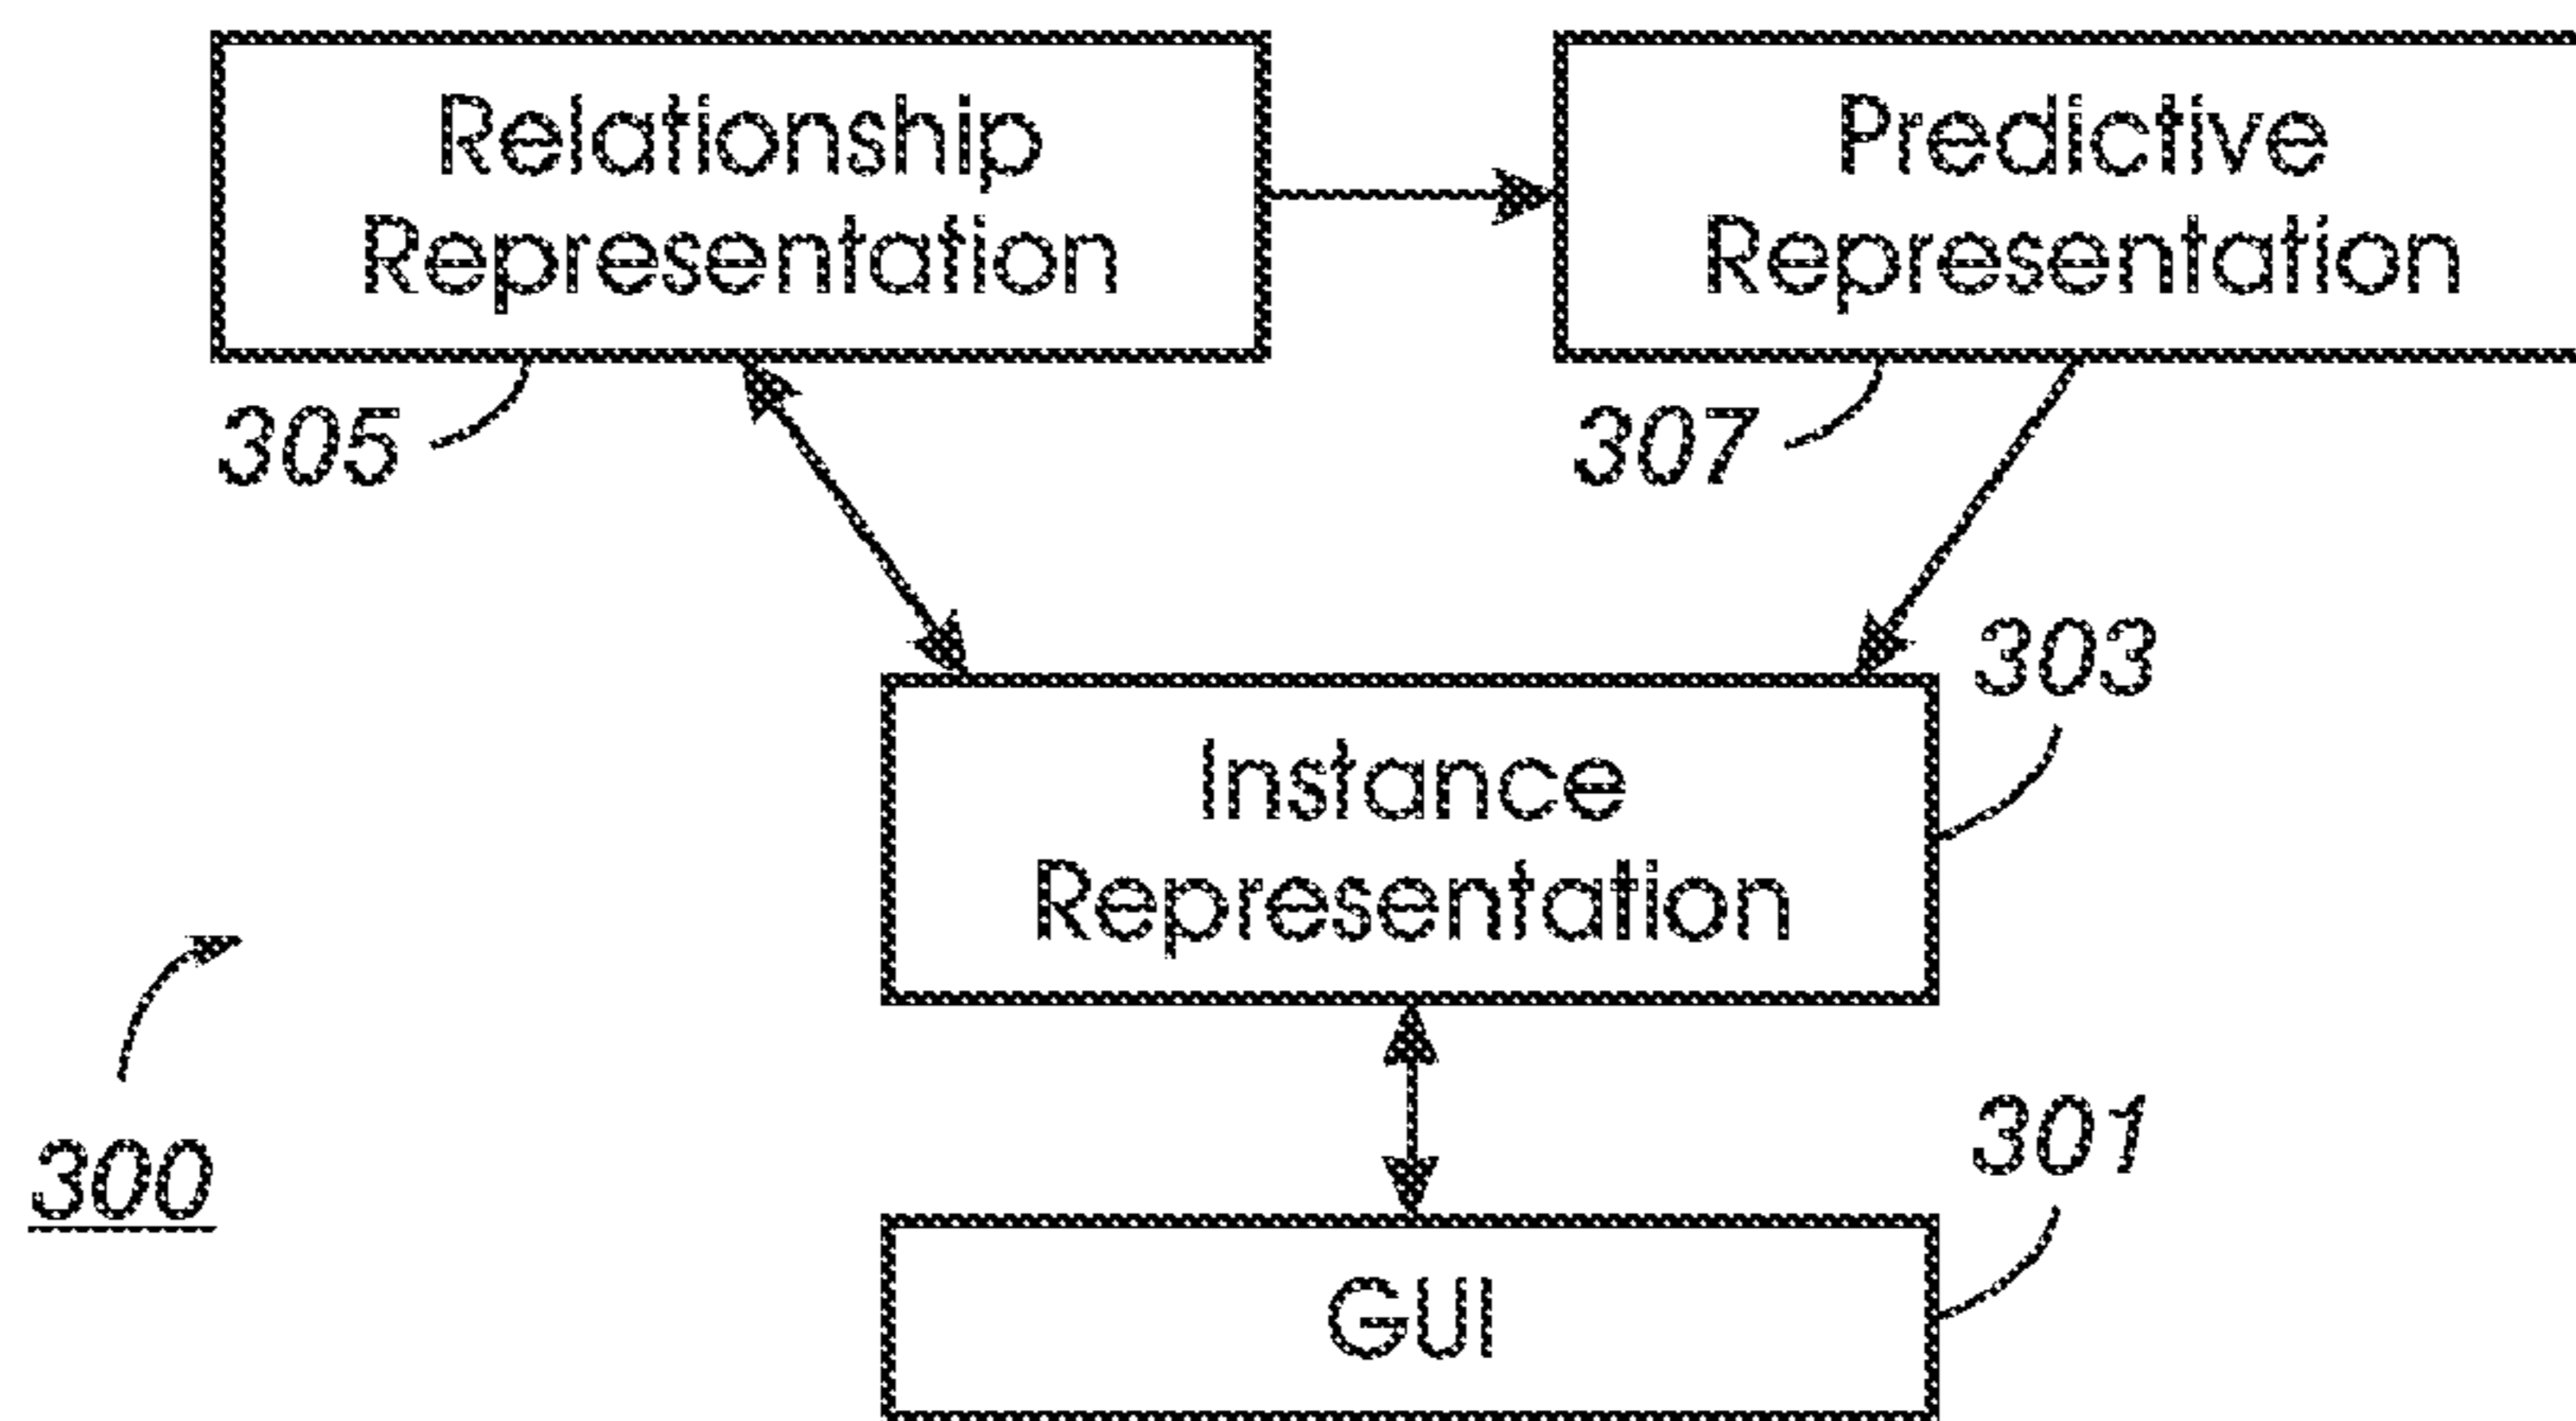 Relationship
Representation
Predictive
Representation
305
307
303
Instance
Representation
300
301
GUI